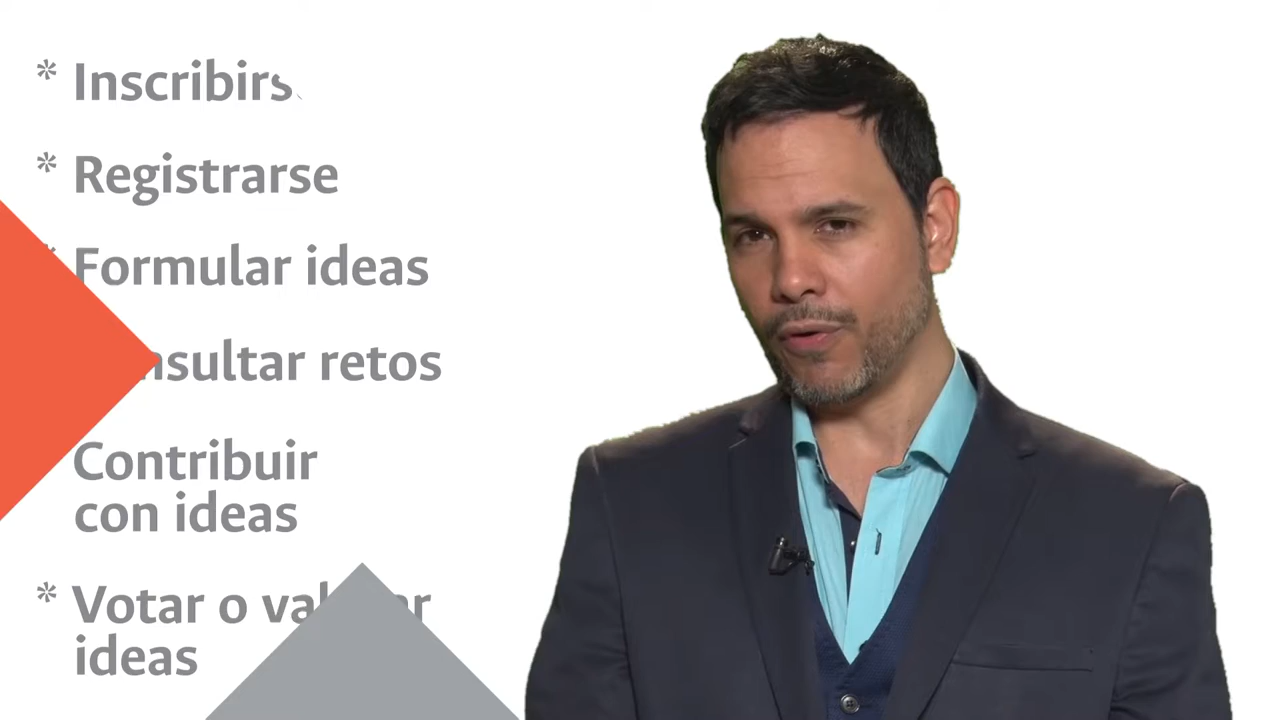 * Inscribirs
* Registrarse
Formular ideas
nsultar retos
Contribuir
con ideas
* Votar o
ideas